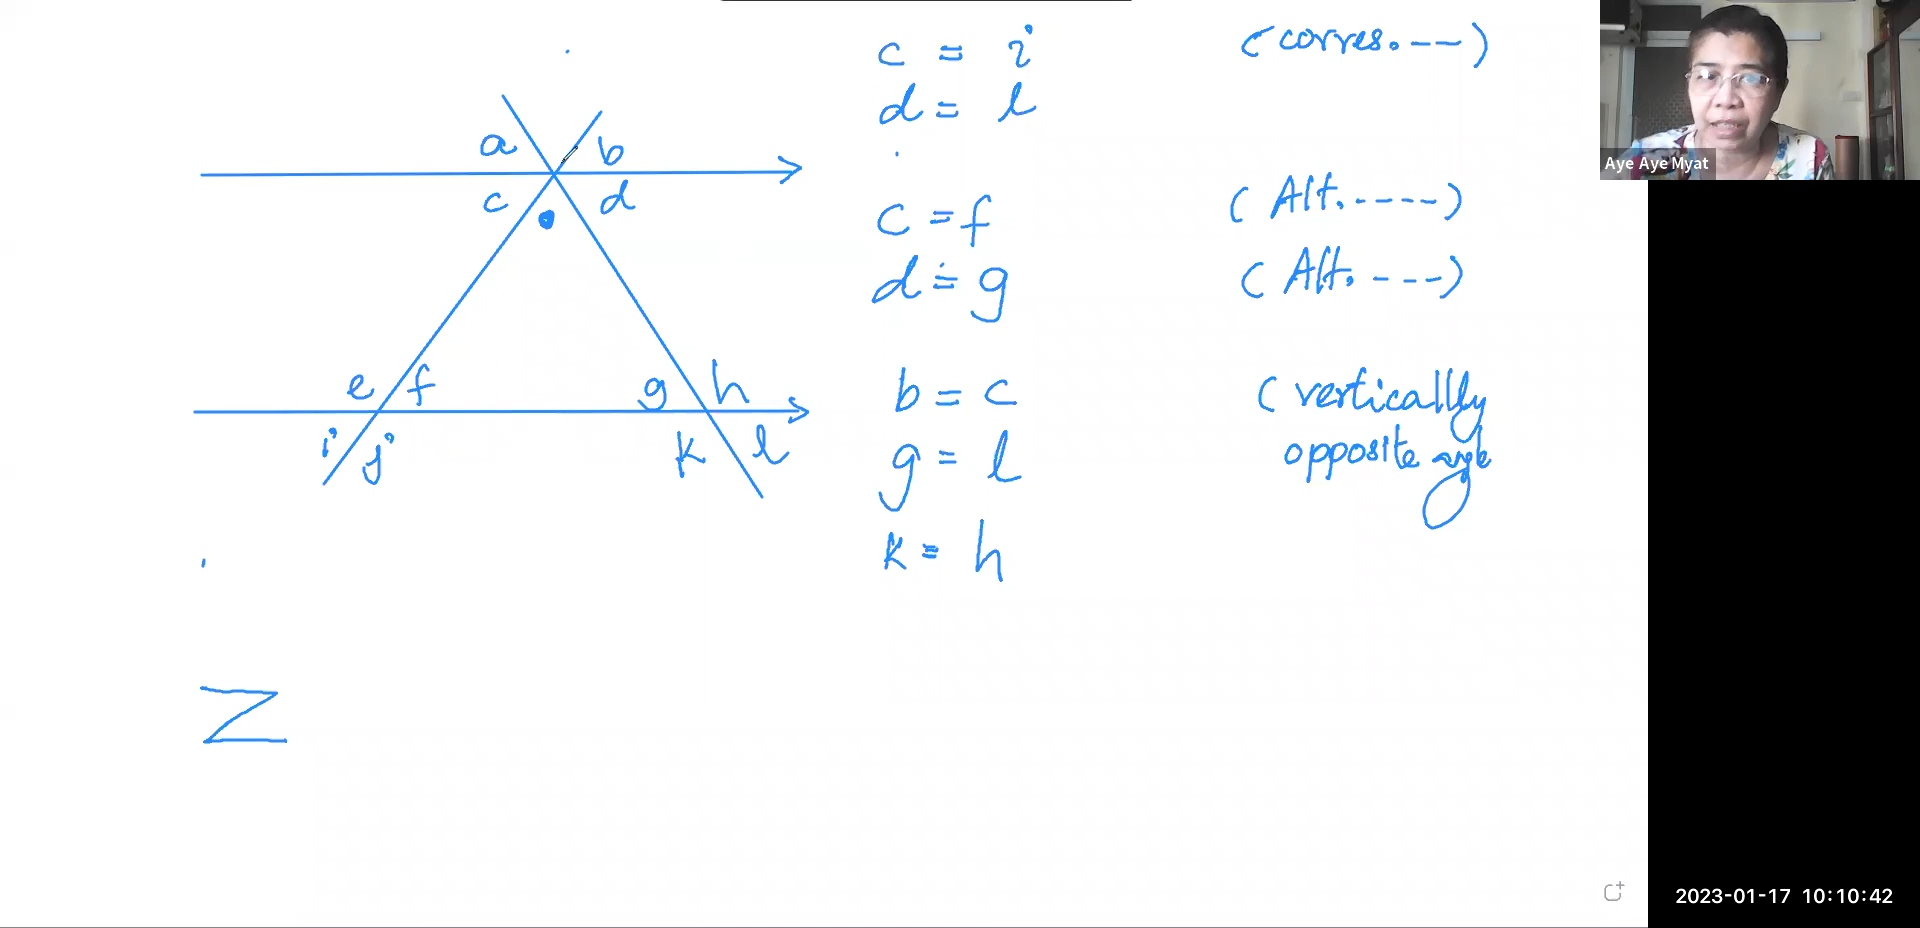 c = i (corres. --)
d = l
a b
c d
c = f (Alt. ----)
d = g (Alt. ---)
e f g h
i j k l
b = c (vertically
g = l opposite angle
k = h
Z
Aye Aye Myat
2023-01-17 10:10:42